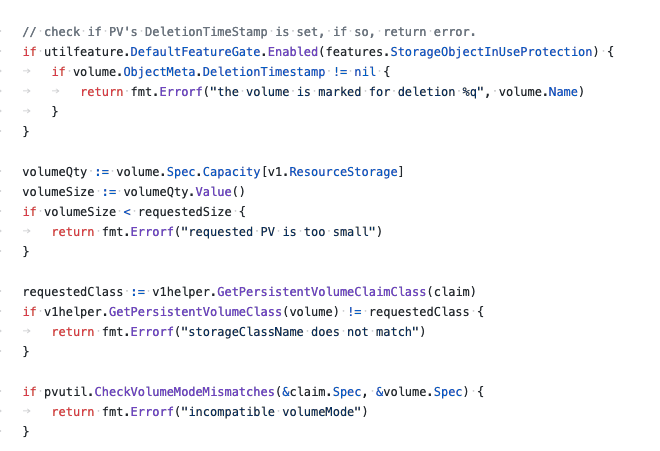 // check if PV's DeletionTimeStamp is set, if so, return error.
if utilfeature.DefaultFeatureGate.Enabled(features.StorageObjectInUseProtection) {
if volume.ObjectMeta.DeletionTimestamp != nil {
return fmt.Errorf("the volume is marked for deletion %q", volume.Name)
}
}
volumeQty := volume.Spec.Capacity[v1.ResourceStorage]
volumeSize := volumeQty.Value()
if volumeSize < requestedSize {
return fmt.Errorf("requested PV is too small")
}
requestedClass := v1helper.GetPersistentVolumeClaimClass(claim)
if v1helper.GetPersistentVolumeClass(volume) != requestedClass {
return fmt.Errorf("storageClassName does not match")
}
if pvutil.CheckVolumeModeMismatches(&claim.Spec, &volume.Spec) {
return fmt.Errorf("incompatible volumeMode")
}